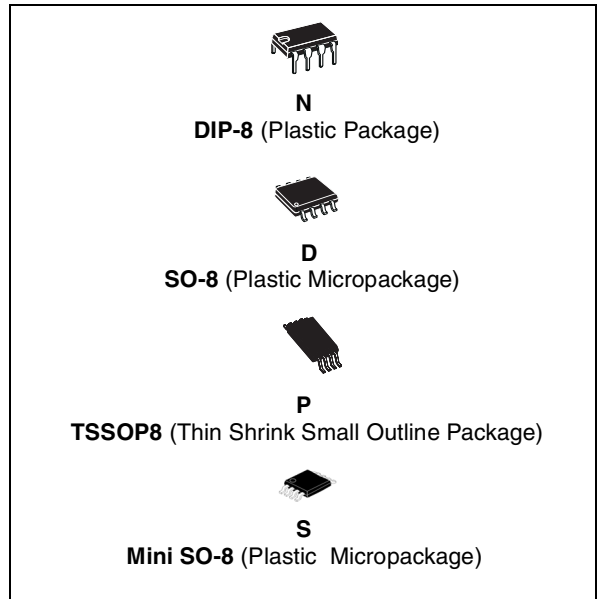 N
DIP-8 (Plastic Package)
D
SO-8 (Plastic Micropackage)
P
TSSOP8 (Thin Shrink Small Outline Package)
S
Mini SO-8 (Plastic Micropackage)